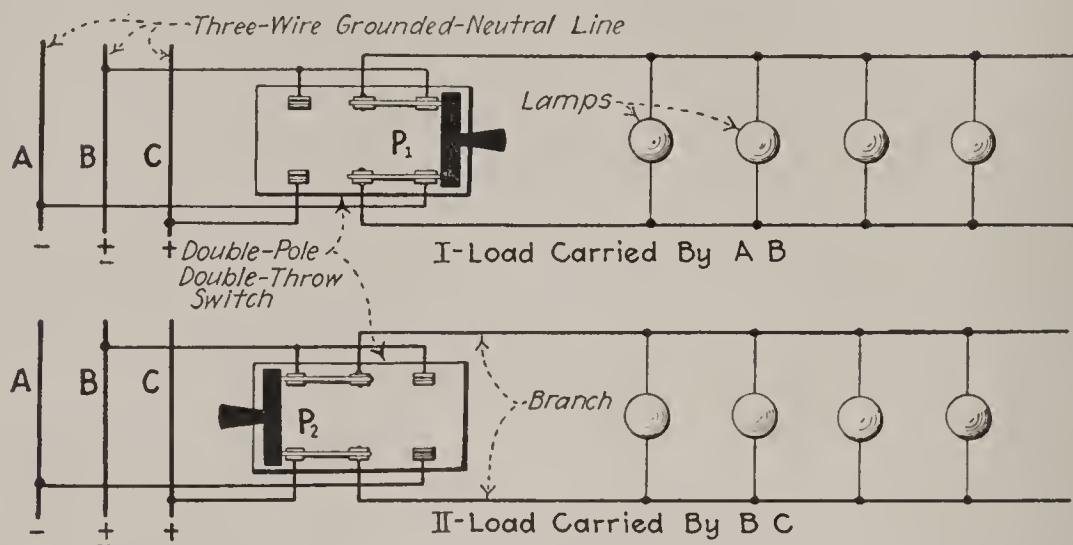 Three-Wire Grounded-Neutral Line
Lamps
A B C P₁
- ± +
Double-Pole
Double-Throw
Switch
I-Load Carried By A B
A B C P₂
Branch
- ± +
II-Load Carried By B C